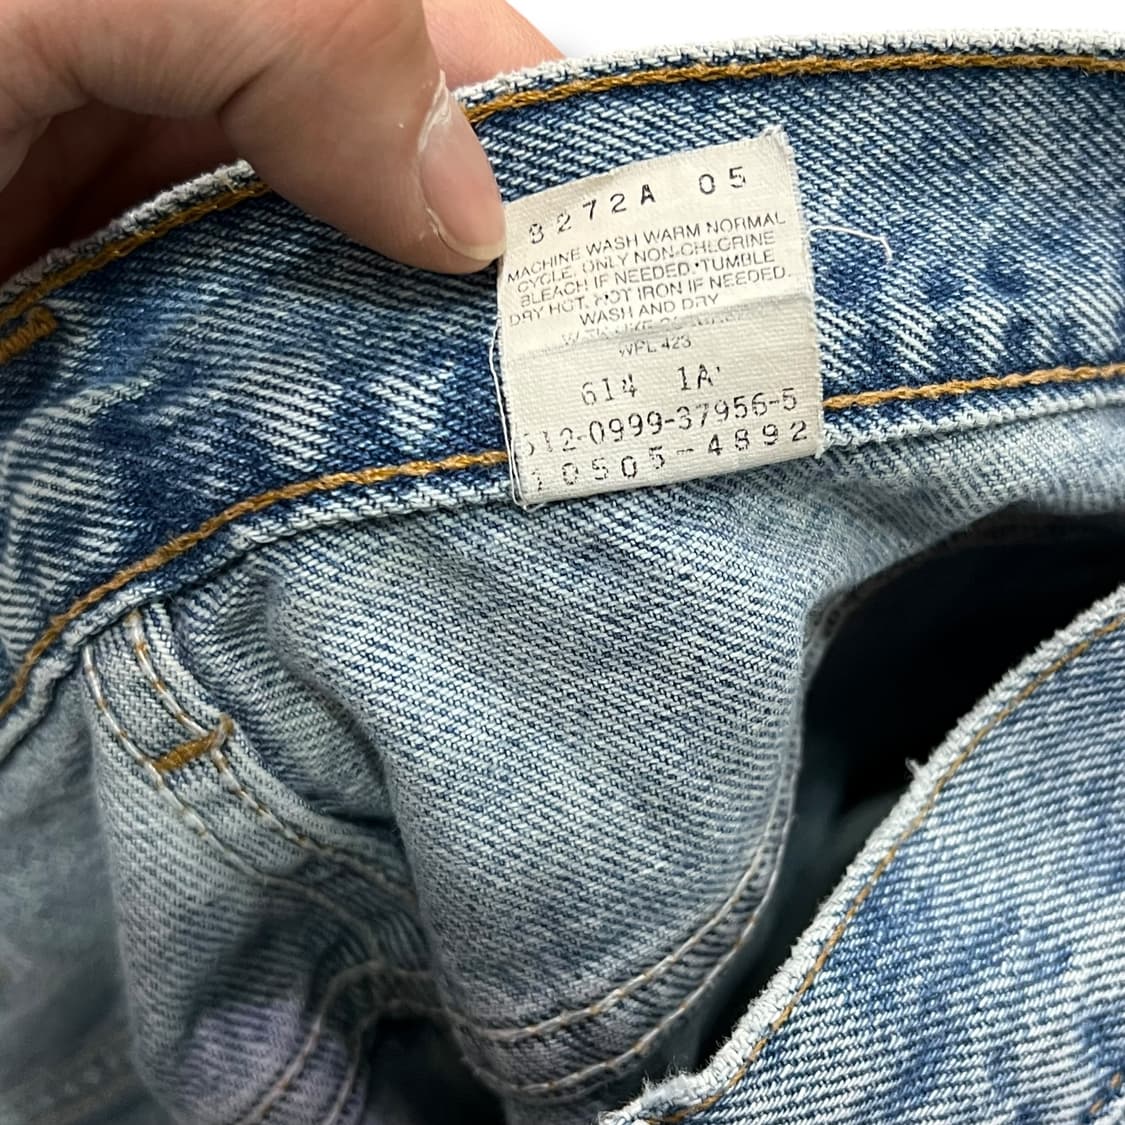 3272A 05
MACHINE WASH WARM NORMAL
CYCLE. ONLY NON-CHLORINE
BLEACH IF NEEDED•TUMBLE
DRY HOT. HOT IRON IF NEEDED.
WASH AND DRY
WPL 423
614 1A'
512-0999-37956-5
10505-4892